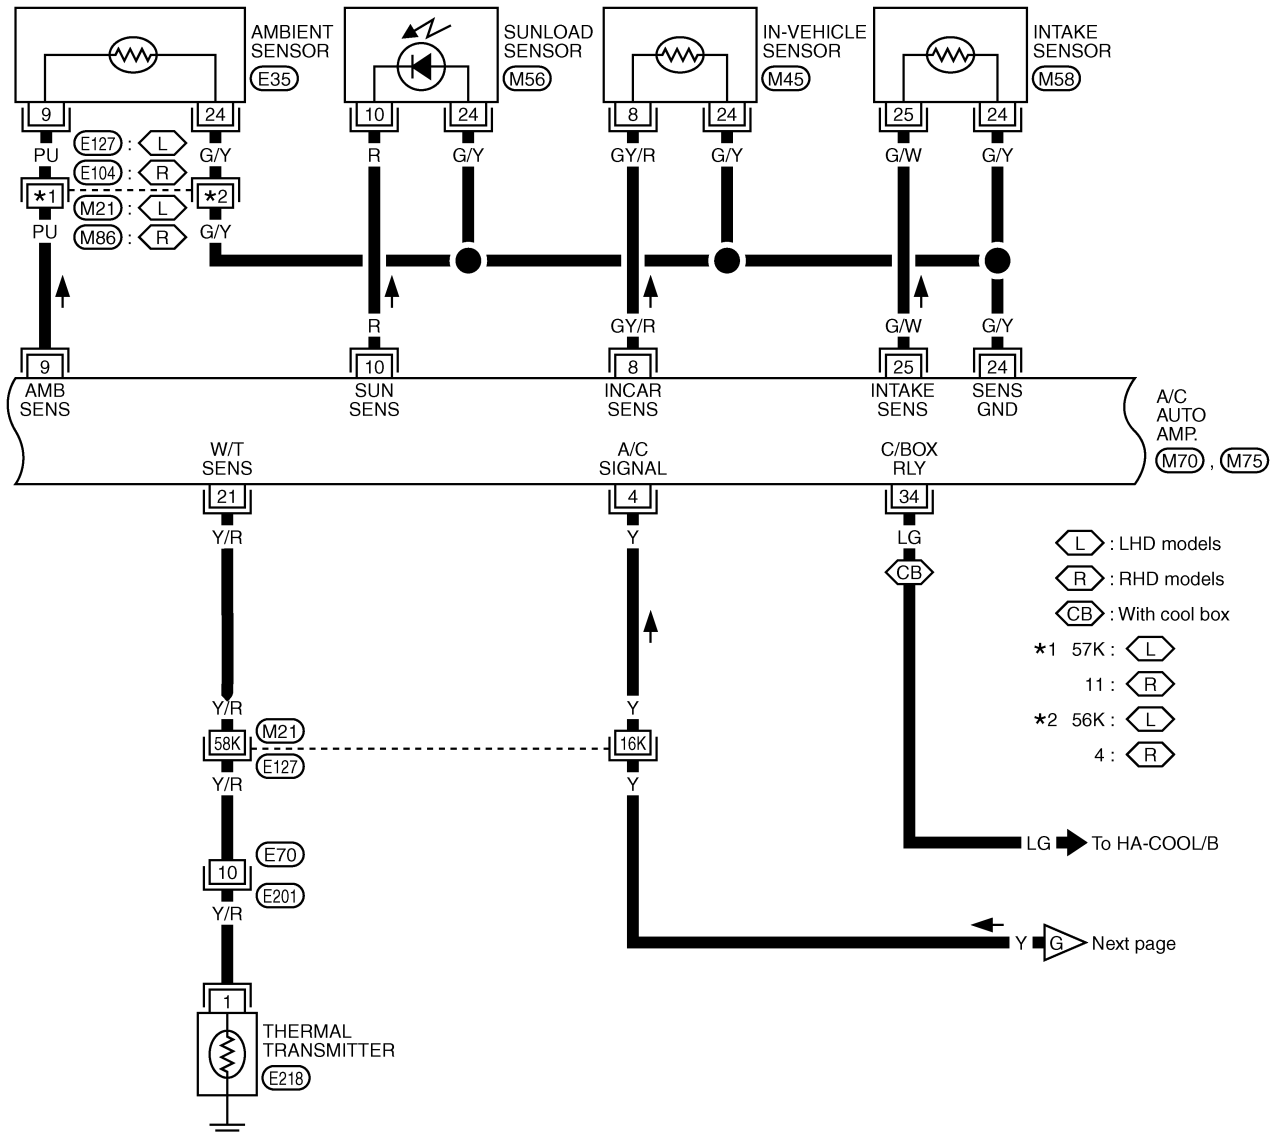 AMBIENT
SENSOR
E35
SUNLOAD
SENSOR
M56
IN-VEHICLE
SENSOR
M45
INTAKE
SENSOR
M58
9
24
10
24
8
24
25
24
PU
E127 : L
G/Y
R
G/Y
GY/R
G/Y
G/W
G/Y
E104 : R
*1
*2
M21 : L
PU
M86 : R
G/Y
R
GY/R
G/W
G/Y
9
10
8
25
24
AMB
SENS
SUN
SENS
INCAR
SENS
INTAKE
SENS
SENS
GND
A/C
AUTO
AMP.
M70 , M75
W/T
SENS
A/C
SIGNAL
C/BOX
RLY
21
4
34
Y/R
Y
LG
CB
L : LHD models
R : RHD models
CB : With cool box
*1 57K : L
11 : R
*2 56K : L
4 : R
Y/R
Y
M21
58K
16K
E127
Y/R
Y
LG
To HA-COOL/B
E70
10
E201
Y/R
Y
G
Next page
1
THERMAL
TRANSMITTER
E218